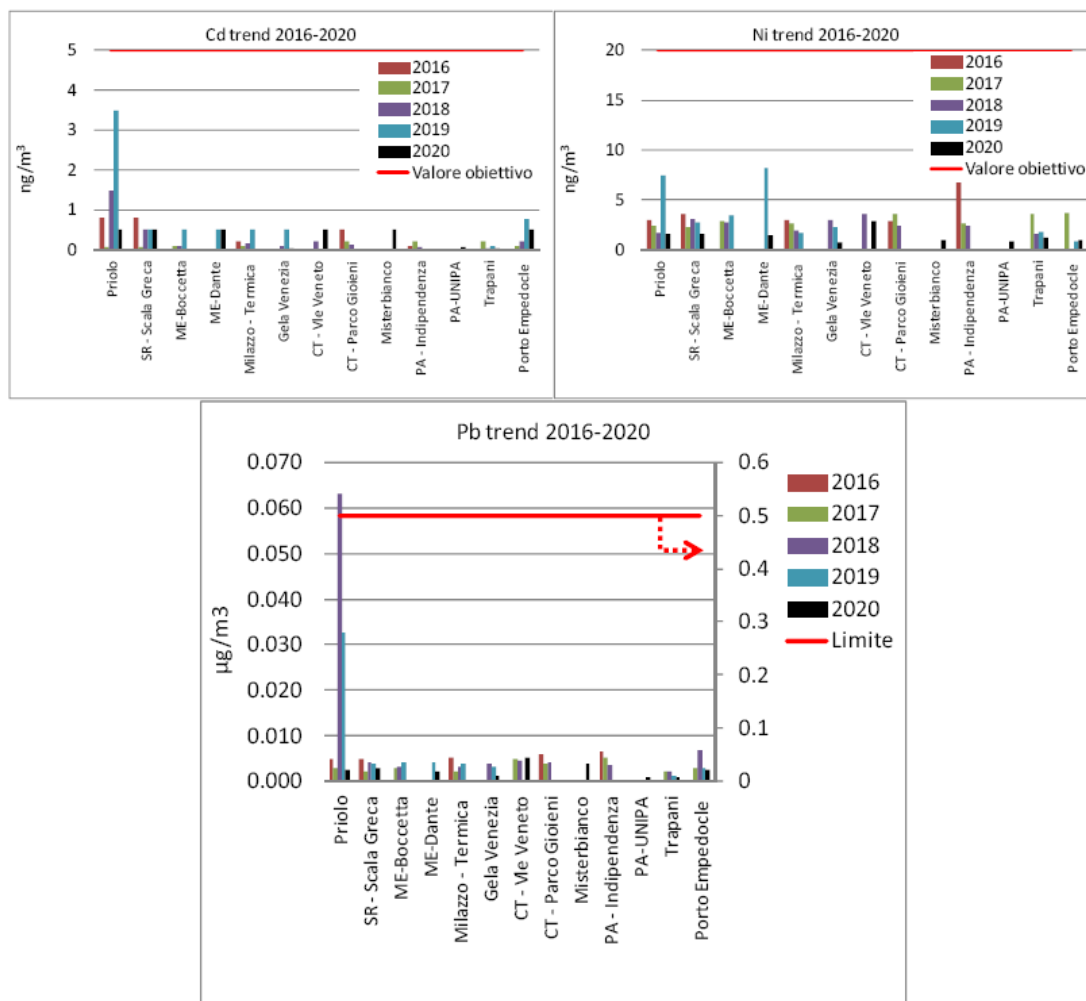 Cd trend 2016-2020
5
4
3
2
1
0
ng/m³
2016
2017
2018
2019
2020
Valore obiettivo
Priolo
SR - Scala Greca
ME-Boccetta
ME-Dante
Milazzo - Termica
Gela Venezia
CT - Vle Veneto
CT - Parco Gioieni
Misterbianco
PA - Indipendenza
PA-UNIPA
Trapani
Porto Empedocle
Ni trend 2016-2020
20
15
10
5
0
ng/m³
2016
2017
2018
2019
2020
Valore obiettivo
Priolo
SR - Scala Greca
ME-Boccetta
ME-Dante
Milazzo - Termica
Gela Venezia
CT - Vle Veneto
CT - Parco Gioieni
Misterbianco
PA - Indipendenza
PA-UNIPA
Trapani
Porto Empedocle
Pb trend 2016-2020
0.070
0.060
0.050
0.040
0.030
0.020
0.010
0.000
µg/m3
0.6
0.5
0.4
0.3
0.2
0.1
0
2016
2017
2018
2019
2020
Limite
Priolo
SR - Scala Greca
ME-Boccetta
ME-Dante
Milazzo - Termica
Gela Venezia
CT - Vle Veneto
CT - Parco Gioieni
Misterbianco
PA - Indipendenza
PA-UNIPA
Trapani
Porto Empedocle